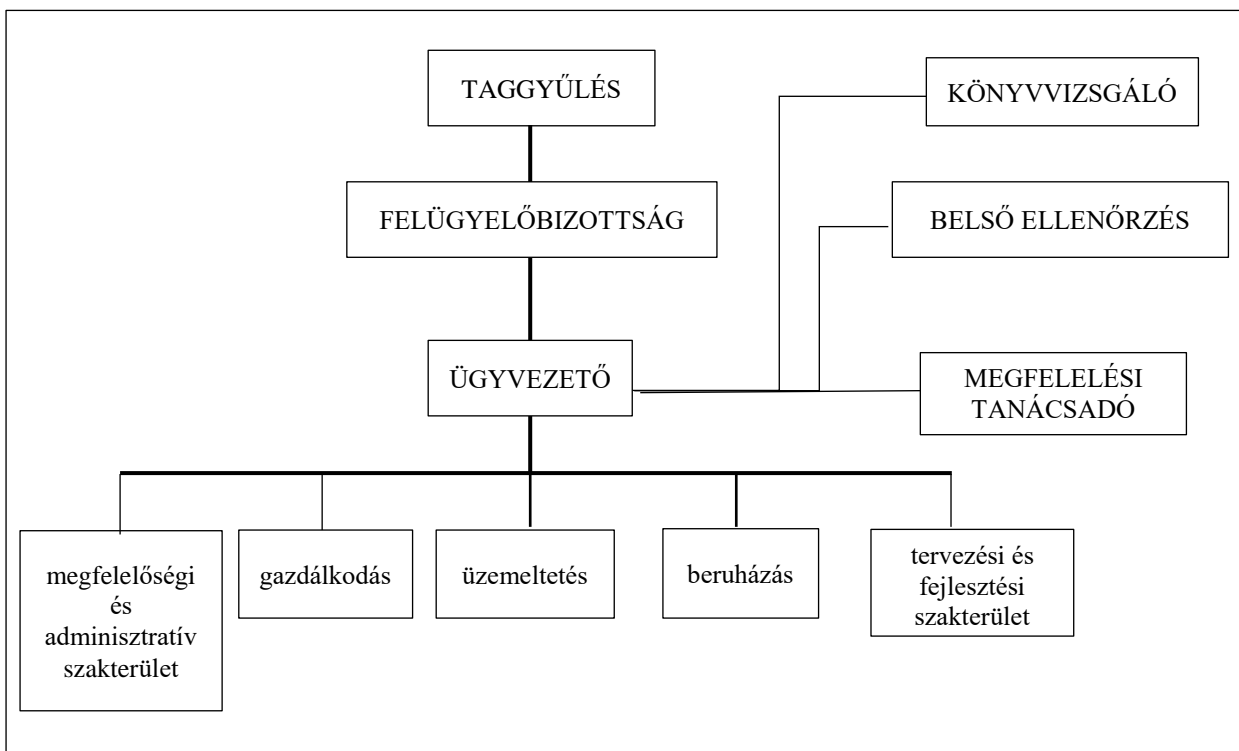 TAGGYŰLÉS
KÖNYVVIZSGÁLÓ
FELÜGYELŐBIZOTTSÁG
BELSŐ ELLENŐRZÉS
ÜGYVEZETŐ
MEGFELELÉSI
TANÁCSADÓ
megfelelőségi
és
adminisztratív
szakterület
gazdálkodás
üzemeltetés
beruházás
tervezési és
fejlesztési
szakterület